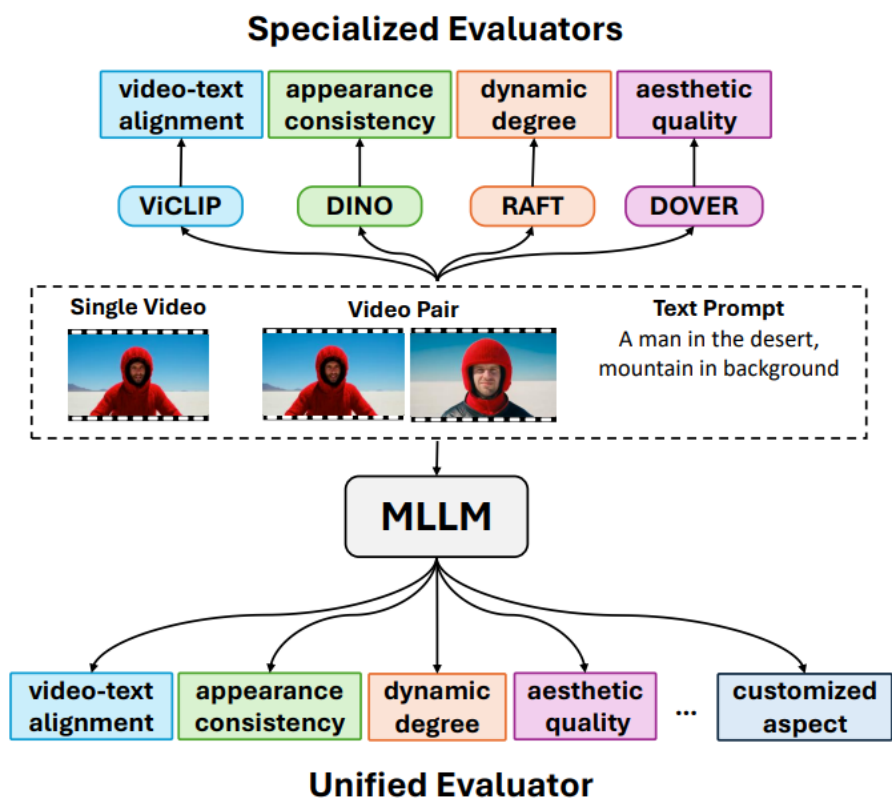 Specialized Evaluators
video-text
alignment
appearance
consistency
dynamic
degree
aesthetic
quality
ViCLIP
DINO
RAFT
DOVER
Single Video
Video Pair
Text Prompt
A man in the desert,
mountain in background
MLLM
video-text
alignment
appearance
consistency
dynamic
degree
aesthetic
quality
...
customized
aspect
Unified Evaluator